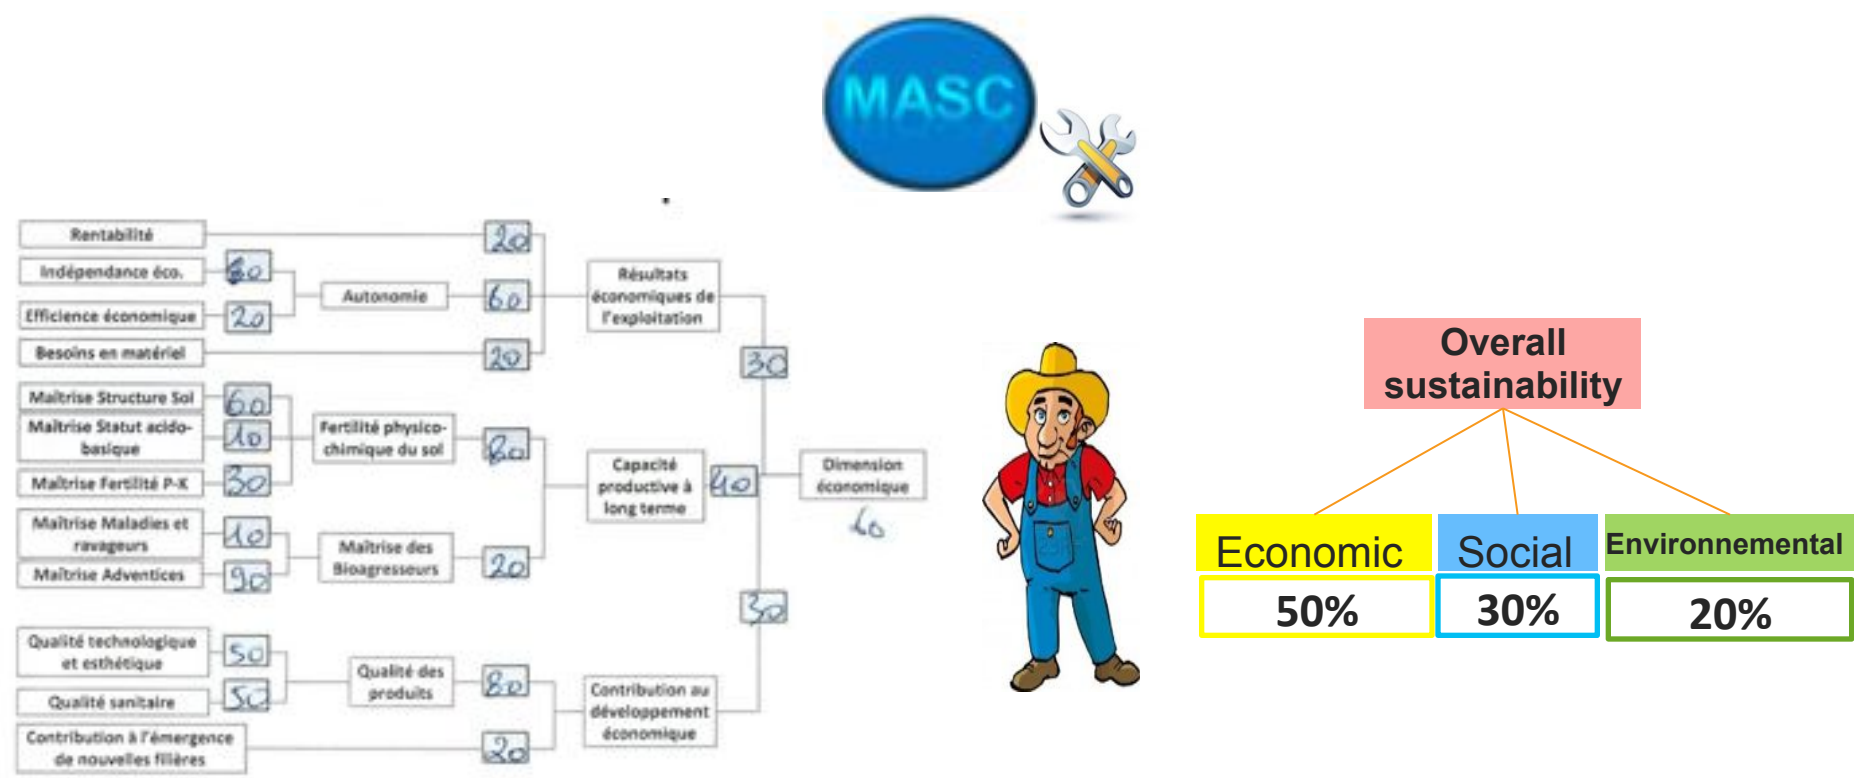 MASC
Rentabilité
20
Indépendance éco.
80
Autonomie
60
Efficience économique
20
Besoins en matériel
20
Résultats
économiques de
l'exploitation
30
Maîtrise Structure Sol
60
Maîtrise Statut acido-
basique
10
Maîtrise Fertilité P-K
30
Fertilité physico-
chimique du sol
80
Capacité
productive à
long terme
40
Dimension
économique
Maîtrise Maladies et
ravageurs
10
Maîtrise Adventices
90
Maîtrise des
Bioagresseurs
20
30
Qualité technologique
et esthétique
50
Qualité sanitaire
50
Qualité des
produits
80
Contribution au
développement
économique
Contribution à l'émergence
de nouvelles filières
20
Overall
sustainability
Economic
Social
Environnemental
50%
30%
20%